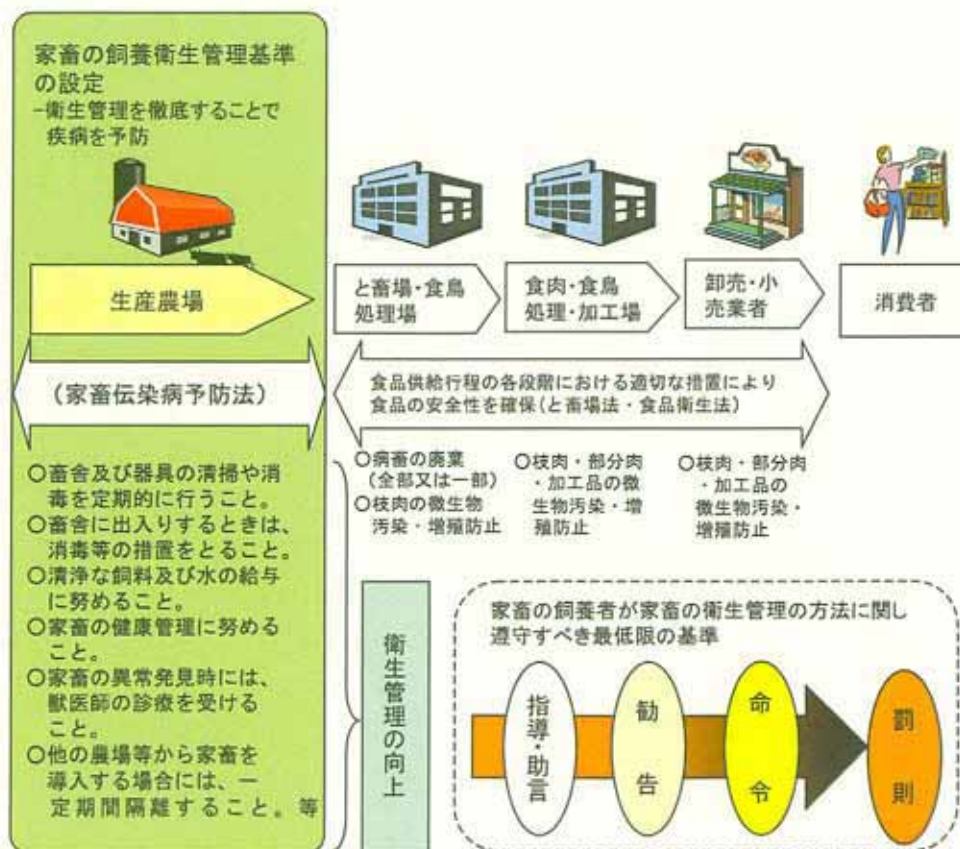 家畜の飼養衛生管理基準
の設定
-衛生管理を徹底することで
疾病を予防
生産農場
と畜場・食鳥
処理場
食肉・食鳥
処理・加工場
卸売・小
売業者
消費者
(家畜伝染病予防法)
食品供給行程の各段階における適切な措置により
食品の安全性を確保(と畜場法・食品衛生法)
○畜舎及び器具の清掃や消
毒を定期的に行うこと。
○畜舎に出入りするときは、
消毒等の措置をとること。
○清浄な飼料及び水の給与
に努めること。
○家畜の健康管理に努める
こと。
○家畜の異常発見時には、
獣医師の診療を受ける
こと。
○他の農場等から家畜を
導入する場合には、一
定期間隔離すること。等
○病畜の廃棄
(全部又は一部)
○枝肉の微生物
汚染・増殖防止
○枝肉・部分肉
・加工品の微
生物汚染・増
殖防止
○枝肉・部分肉
・加工品の
微生物汚染・
増殖防止
衛生管理の向上
家畜の飼養者が家畜の衛生管理の方法に関し
遵守すべき最低限の基準
指導・助言
勧告
命令
罰則